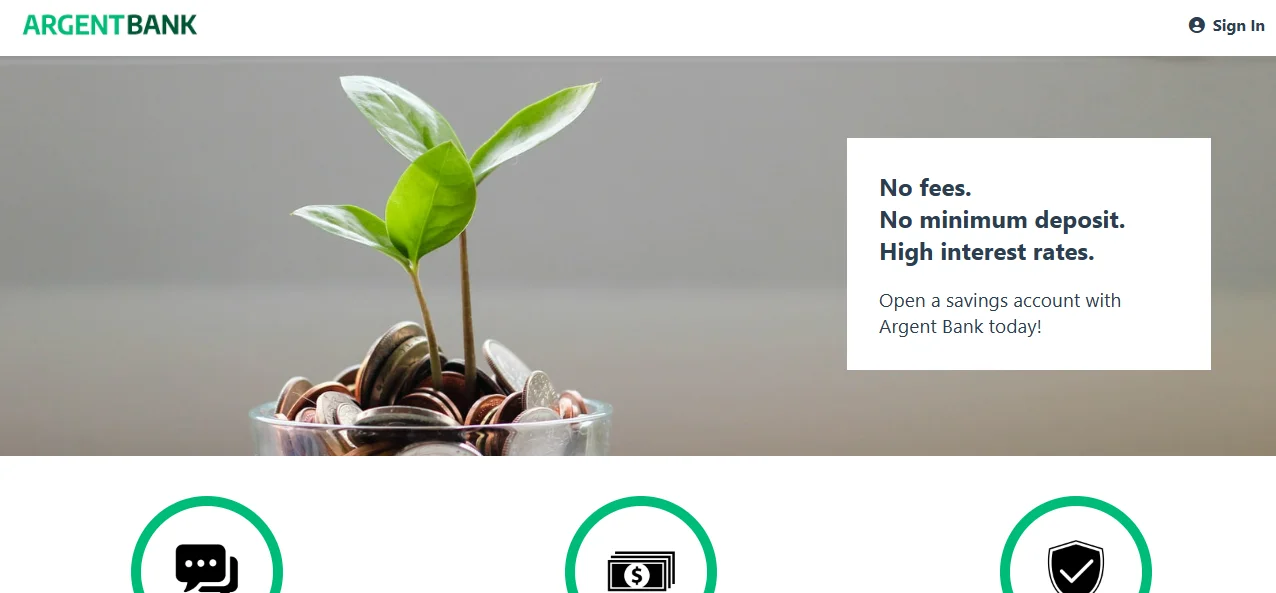 ARGENTBANK
Sign In
No fees.
No minimum deposit.
High interest rates.
Open a savings account with
Argent Bank today!
$